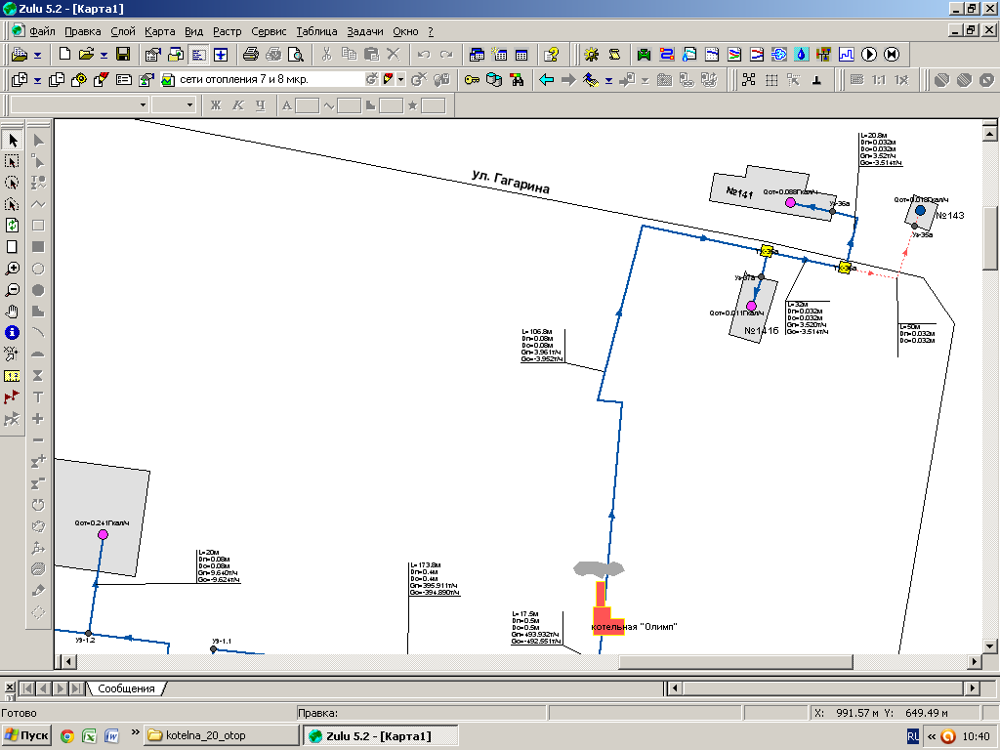 Zulu 5.2 - [Карта1]
Файл Правка Слой Карта Вид Растр Сервис Таблица Задачи Окно ?
сети отопления 7 и 8 мкр.
1:1
Ж К Ч
А
ул. Гагарина
L=20.8м
Dп=0.032м
Dо=0.032м
Gп=3.52т/ч
Gо=-3.514т/ч
№141
Qот=0.088Гкал/ч
Уз-36а
Qот=0.018Гкал/ч
№143
Уз-35а
Уз-37а
Qот=0.011Гкал/ч
№141б
L=32м
Dп=0.032м
Dо=0.032м
Gп=3.520т/ч
Gо=-3.514т/ч
L=50м
Dп=0.032м
Dо=0.032м
L=106.8м
Dп=0.08м
Dо=0.08м
Gп=3.961т/ч
Gо=-3.952т/ч
Qот=0.241Гкал/ч
L=20м
Dп=0.08м
Dо=0.08м
Gп=9.640т/ч
Gо=-9.624т/ч
L=173.8м
Dп=0.4м
Dо=0.4м
Gп=395.911т/ч
Gо=-394.890т/ч
L=17.5м
Dп=0.5м
Dо=0.5м
Gп=493.932т/ч
Gо=-492.551т/ч
котельная "Олимп"
Уз-1.2
Уз-1.1
Сообщения
Готово
Правка:
X: 991.57 м Y: 649.49 м
Пуск
kotelna_20_otop
Zulu 5.2 - [Карта1]
RU
10:40